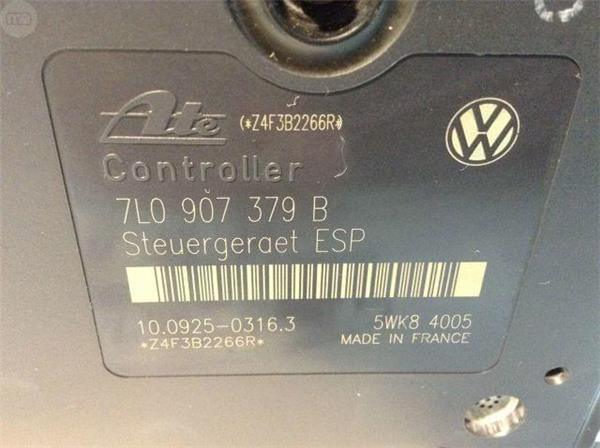 Ate (*Z4F3B2266R*)
Controller
7L0 907 379 B
Steuergeraet ESP
10.0925-0316.3 5WK8 4005
*Z4F3B2266R* MADE IN FRANCE